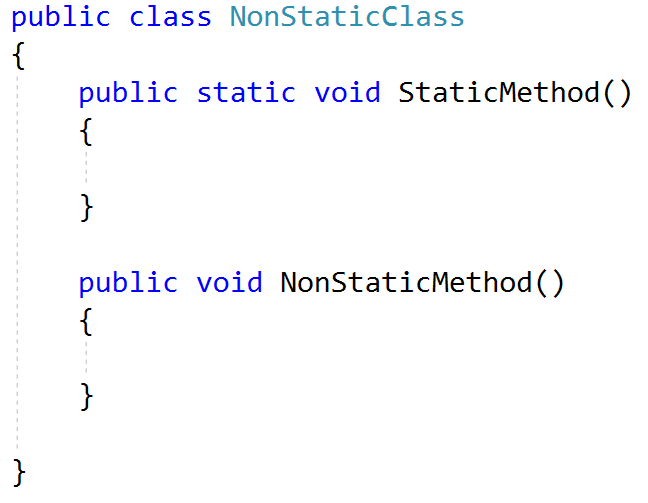 public class NonStaticClass
{
public static void StaticMethod()
{
}
public void NonStaticMethod()
{
}
}